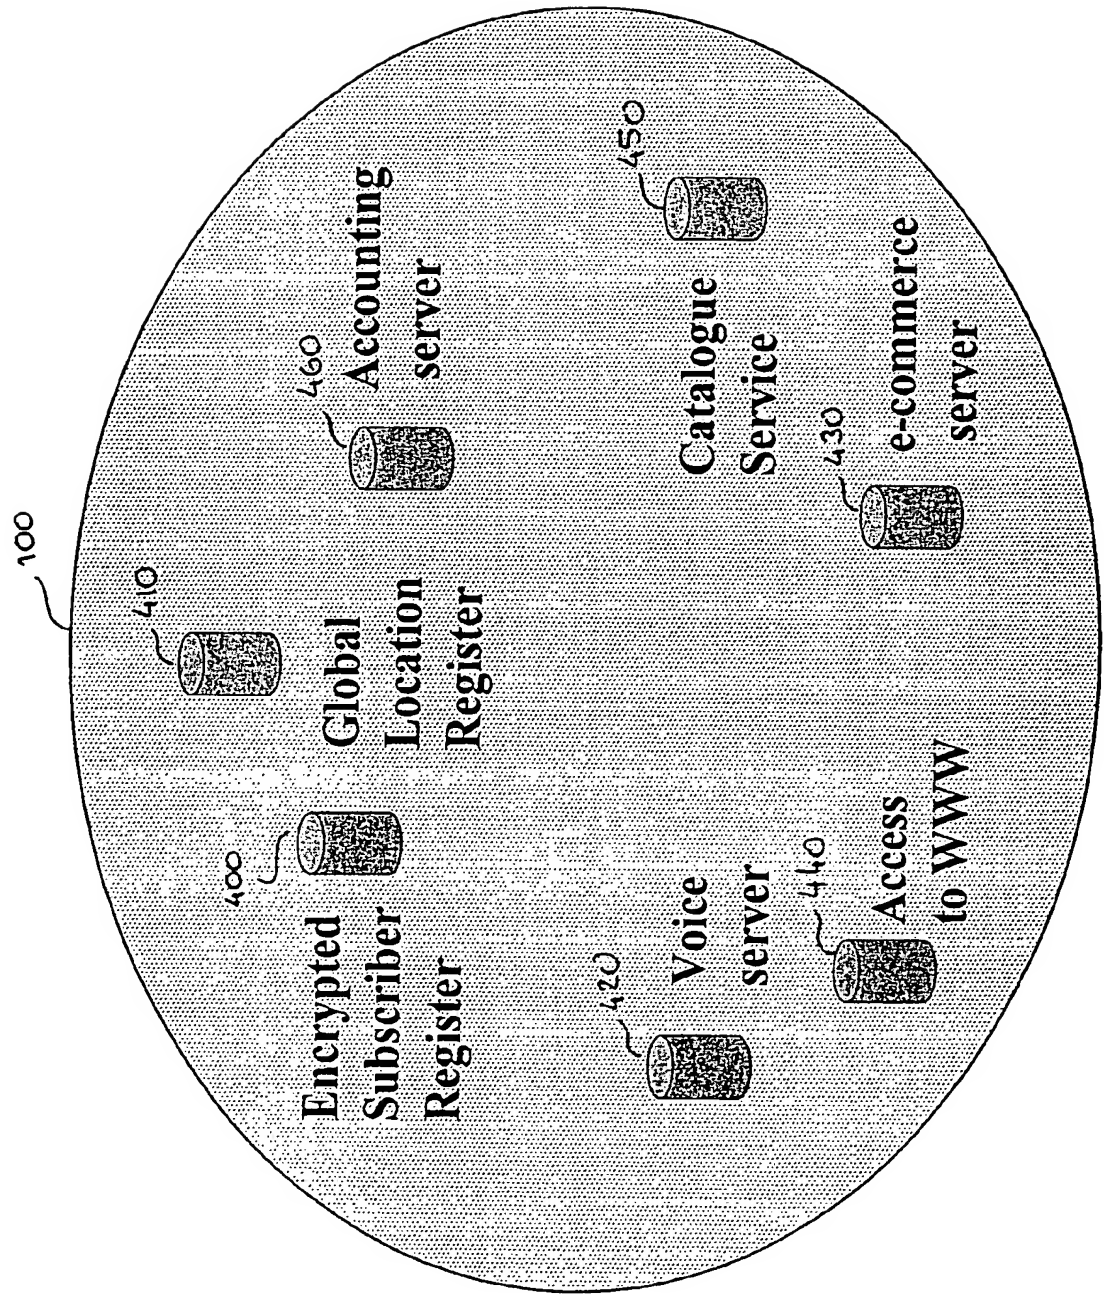 100
410
Global
Location
Register
400
Encrypted
Subscriber
Register
460
Accounting
server
420
Voice
server
450
Catalogue
Service
440
Access
to WWW
430
e-commerce
server